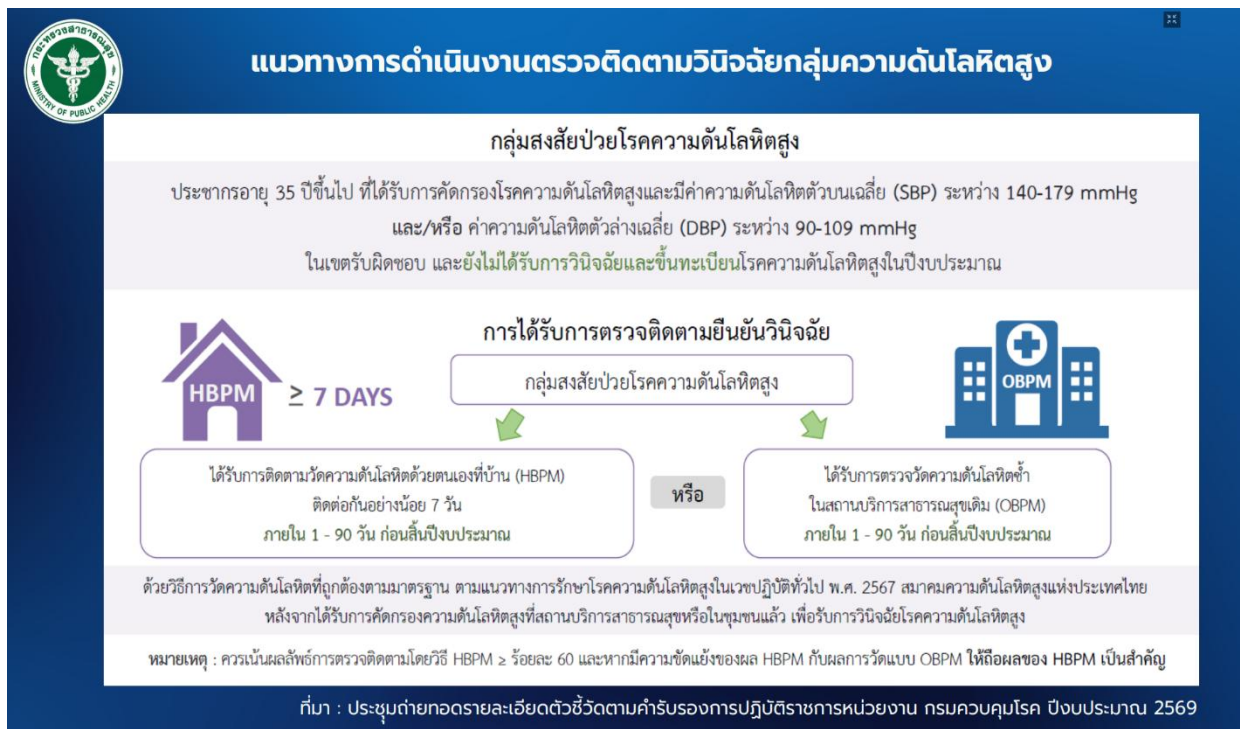 กระทรวงสาธารณสุข
MINISTRY OF PUBLIC HEALTH
แนวทางการดำเนินงานตรวจติดตามวินิจฉัยกลุ่มความดันโลหิตสูง
กลุ่มสงสัยป่วยโรคความดันโลหิตสูง
ประชากรอายุ 35 ปีขึ้นไป ที่ได้รับการคัดกรองโรคความดันโลหิตสูงและมีค่าความดันโลหิตตัวบนเฉลี่ย (SBP) ระหว่าง 140-179 mmHg
และ/หรือ ค่าความดันโลหิตตัวล่างเฉลี่ย (DBP) ระหว่าง 90-109 mmHg
ในเขตรับผิดชอบ และยังไม่ได้รับการวินิจฉัยและขึ้นทะเบียนโรคความดันโลหิตสูงในปีงบประมาณ
การได้รับการตรวจติดตามยืนยันวินิจฉัย
HBPM
≥ 7 DAYS
กลุ่มสงสัยป่วยโรคความดันโลหิตสูง
OBPM
ได้รับการติดตามวัดความดันโลหิตด้วยตนเองที่บ้าน (HBPM)
ติดต่อกันอย่างน้อย 7 วัน
ภายใน 1 - 90 วัน ก่อนสิ้นปีงบประมาณ
หรือ
ได้รับการตรวจวัดความดันโลหิตซ้ำ
ในสถานบริการสาธารณสุขเดิม (OBPM)
ภายใน 1 - 90 วัน ก่อนสิ้นปีงบประมาณ
ด้วยวิธีการวัดความดันโลหิตที่ถูกต้องตามมาตรฐาน ตามแนวทางการรักษาโรคความดันโลหิตสูงในเวชปฏิบัติทั่วไป พ.ศ. 2567 สมาคมความดันโลหิตสูงแห่งประเทศไทย
หลังจากได้รับการคัดกรองความดันโลหิตสูงที่สถานบริการสาธารณสุขหรือในชุมชนแล้ว เพื่อรับการวินิจฉัยโรคความดันโลหิตสูง
หมายเหตุ : ควรเน้นผลลัพธ์การตรวจติดตามโดยวิธี HBPM ≥ ร้อยละ 60 และหากมีความขัดแย้งของผล HBPM กับผลการวัดแบบ OBPM ให้ถือผลของ HBPM เป็นสำคัญ
ที่มา : ประชุมถ่ายทอดรายละเอียดตัวชี้วัดตามคำรับรองการปฏิบัติราชการหน่วยงาน กรมควบคุมโรค ปีงบประมาณ 2569